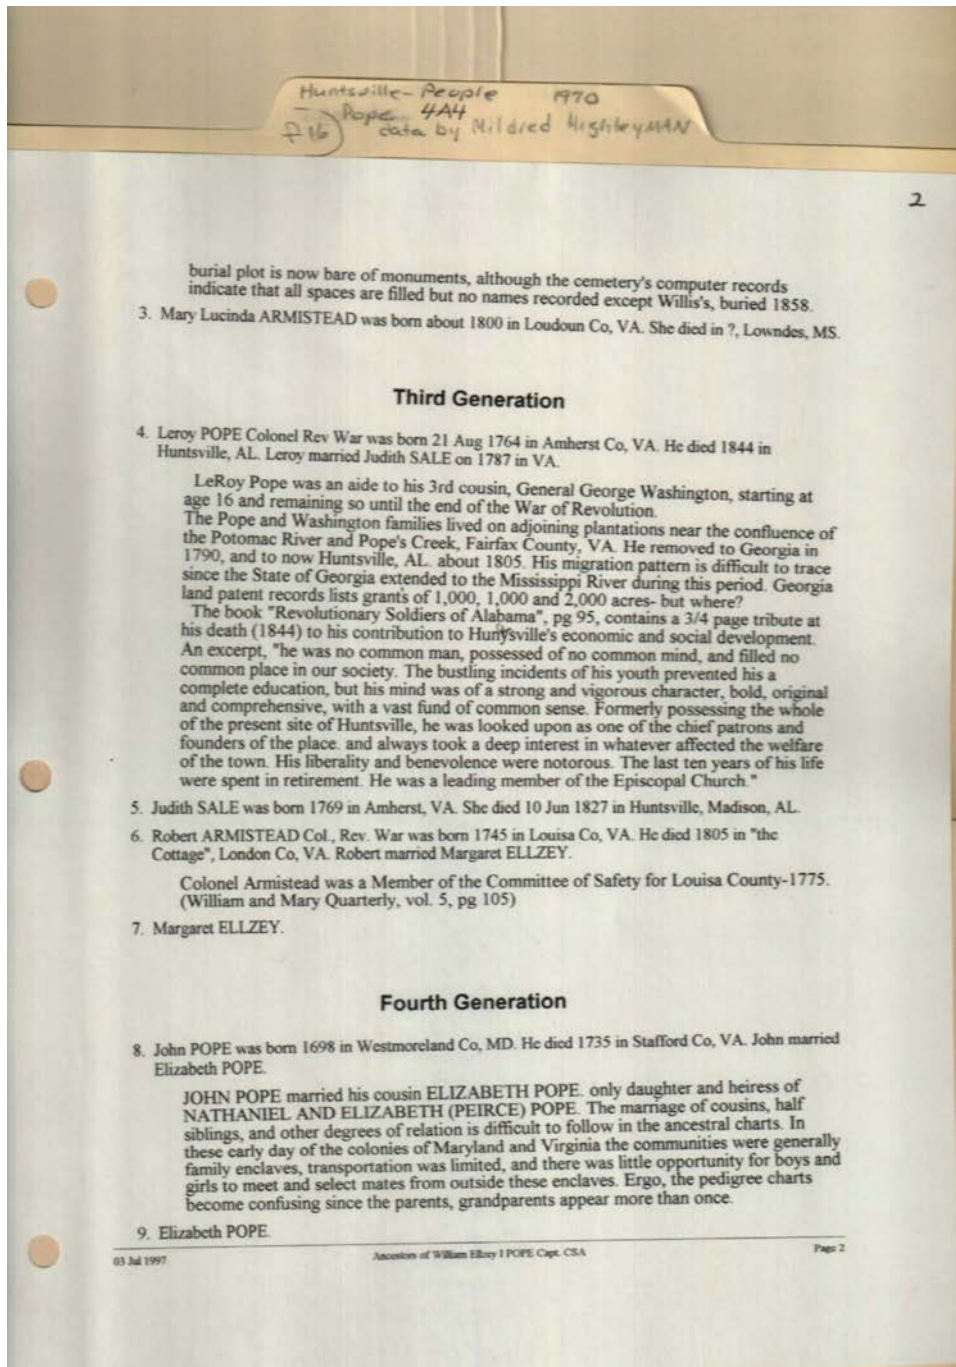 Huntsville- People 1970
- Pope 4A4
f 16) data by Mildred HighleyMAN
2
burial plot is now bare of monuments, although the cemetery's computer records
indicate that all spaces are filled but no names recorded except Willis's, buried 1858.
3. Mary Lucinda ARMISTEAD was born about 1800 in Loudoun Co, VA. She died in ?, Lowndes, MS.
Third Generation
4. Leroy POPE Colonel Rev War was born 21 Aug 1764 in Amherst Co, VA. He died 1844 in
Huntsville, AL. Leroy married Judith SALE on 1787 in VA.
LeRoy Pope was an aide to his 3rd cousin, General George Washington, starting at
age 16 and remaining so until the end of the War of Revolution.
The Pope and Washington families lived on adjoining plantations near the confluence of
the Potomac River and Pope's Creek, Fairfax County, VA. He removed to Georgia in
1790, and to now Huntsville, AL. about 1805. His migration pattern is difficult to trace
since the State of Georgia extended to the Mississippi River during this period. Georgia
land patent records lists grants of 1,000, 1,000 and 2,000 acres- but where?
The book "Revolutionary Soldiers of Alabama", pg 95, contains a 3/4 page tribute at
his death (1844) to his contribution to Huntsville's economic and social development.
An excerpt, "he was no common man, possessed of no common mind, and filled no
common place in our society. The bustling incidents of his youth prevented his a
complete education, but his mind was of a strong and vigorous character, bold, original
and comprehensive, with a vast fund of common sense. Formerly possessing the whole
of the present site of Huntsville, he was looked upon as one of the chief patrons and
founders of the place. and always took a deep interest in whatever affected the welfare
of the town. His liberality and benevolence were notorous. The last ten years of his life
were spent in retirement. He was a leading member of the Episcopal Church."
5. Judith SALE was born 1769 in Amherst, VA. She died 10 Jun 1827 in Huntsville, Madison, AL.
6. Robert ARMISTEAD Col., Rev. War was born 1745 in Louisa Co, VA. He died 1805 in "the
Cottage", London Co, VA. Robert married Margaret ELLZEY.
Colonel Armistead was a Member of the Committee of Safety for Louisa County-1775.
(William and Mary Quarterly, vol. 5, pg 105)
7. Margaret ELLZEY.
Fourth Generation
8. John POPE was born 1698 in Westmoreland Co, MD. He died 1735 in Stafford Co, VA. John married
Elizabeth POPE.
JOHN POPE married his cousin ELIZABETH POPE. only daughter and heiress of
NATHANIEL AND ELIZABETH (PEIRCE) POPE. The marriage of cousins, half
siblings, and other degrees of relation is difficult to follow in the ancestral charts. In
these early day of the colonies of Maryland and Virginia the communities were generally
family enclaves, transportation was limited, and there was little opportunity for boys and
girls to meet and select mates from outside these enclaves. Ergo, the pedigree charts
become confusing since the parents, grandparents appear more than once.
9. Elizabeth POPE.
03 Jul 1997 Ancestors of William Ellzey I POPE Capt. CSA Page 2